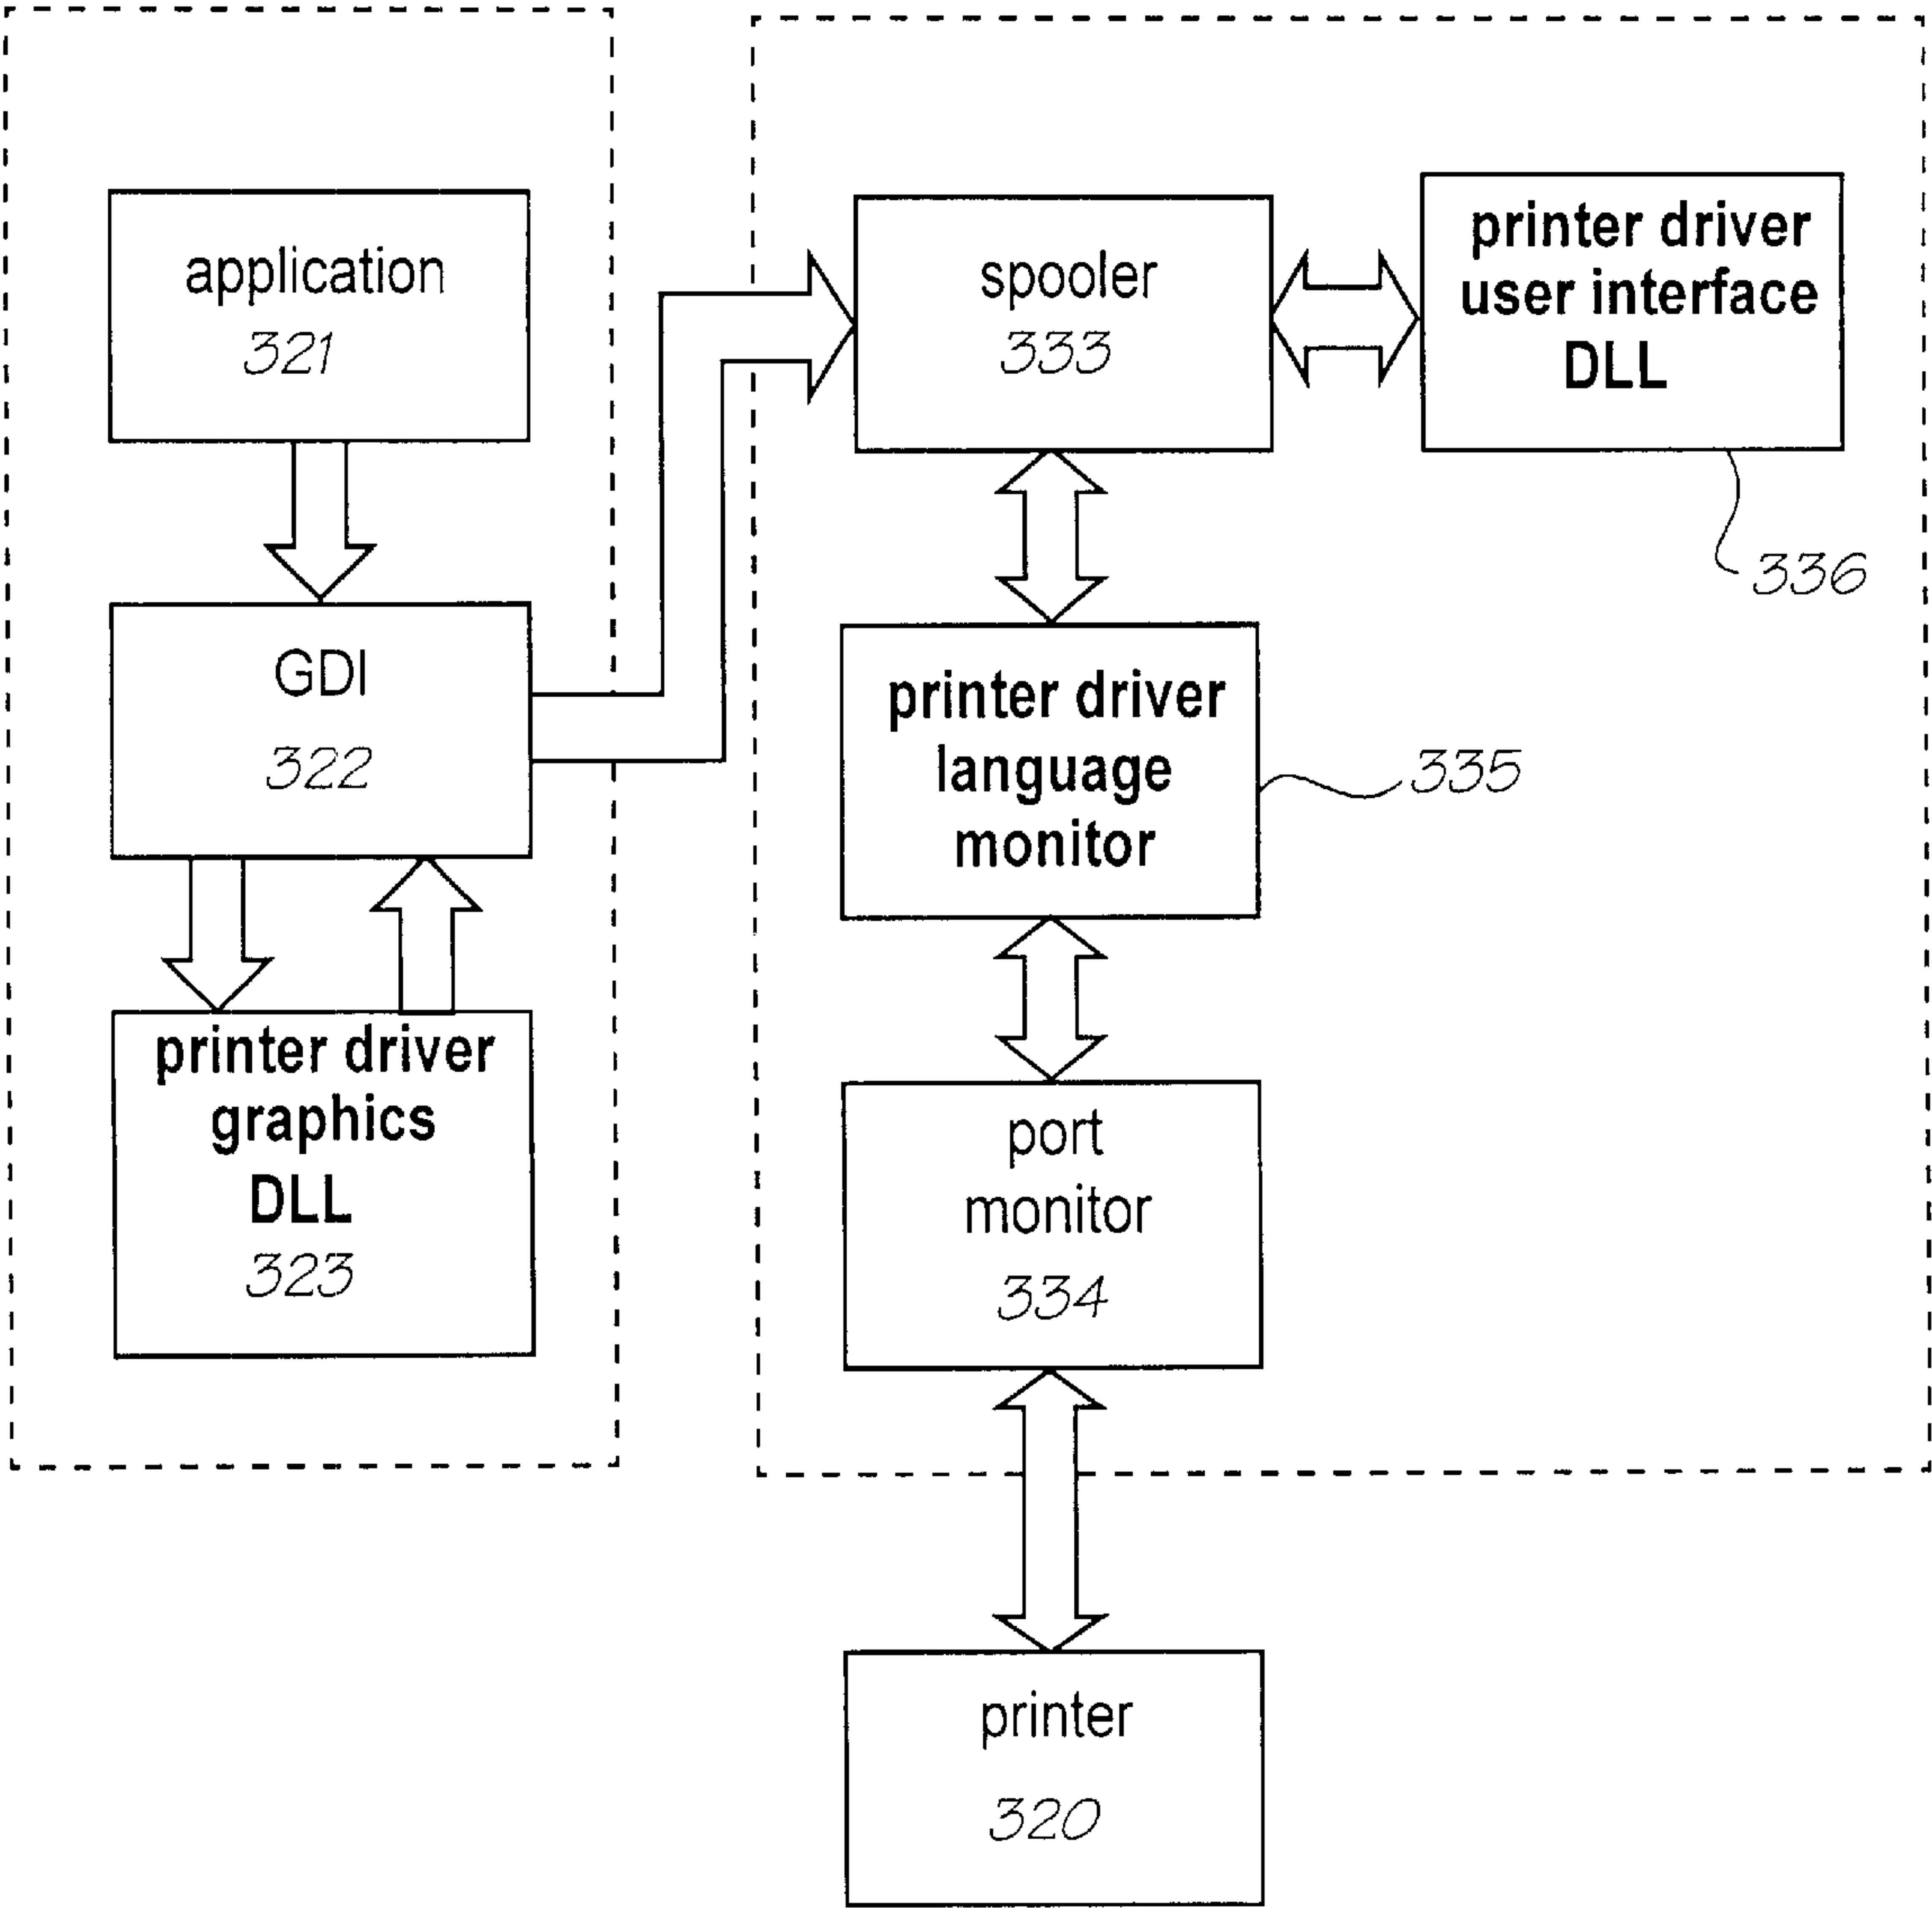 application
321
GDI
322
printer driver
graphics
DLL
323
spooler
333
printer driver
user interface
DLL
336
printer driver
language
monitor
335
port
monitor
334
printer
320